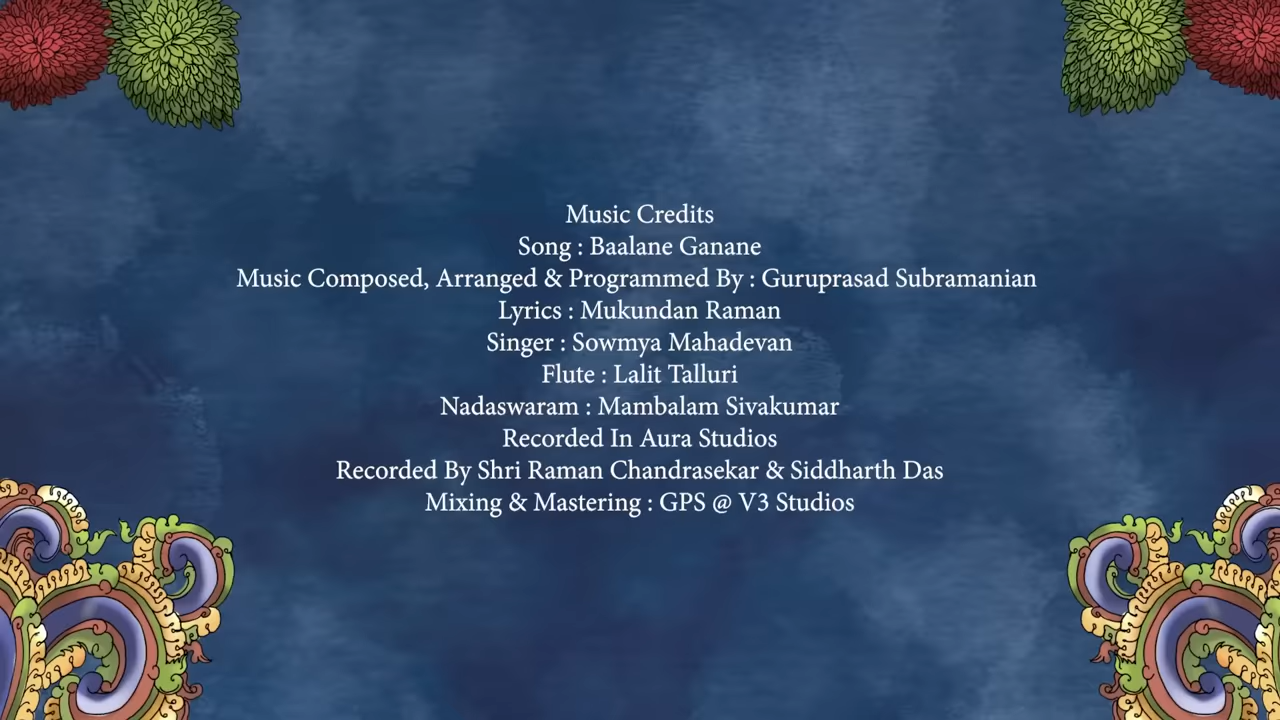 Music Credits
Song : Baalane Ganane
Music Composed, Arranged & Programmed By : Guruprasad Subramanian
Lyrics : Mukundan Raman
Singer : Sowmya Mahadevan
Flute : Lalit Talluri
Nadaswaram : Mambalam Sivakumar
Recorded In Aura Studios
Recorded By Shri Raman Chandrasekar & Siddharth Das
Mixing & Mastering : GPS @ V3 Studios